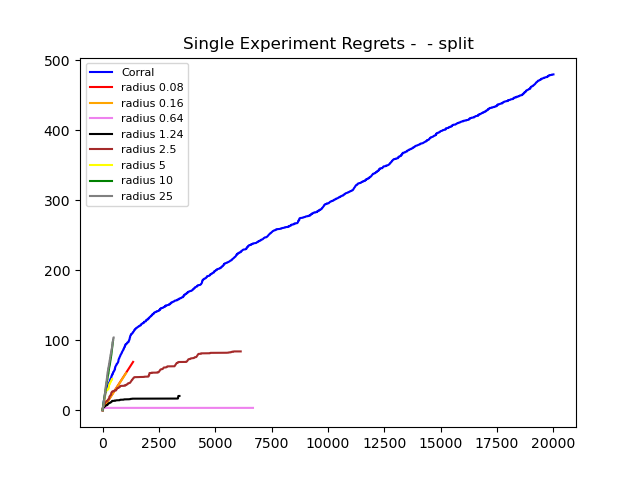 Single Experiment Regrets -  - split
500
400
300
200
100
0
Corral
radius 0.08
radius 0.16
radius 0.64
radius 1.24
radius 2.5
radius 5
radius 10
radius 25
0 2500 5000 7500 10000 12500 15000 17500 20000